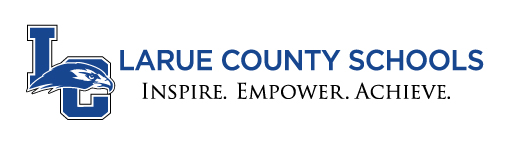 LC
LARUE COUNTY SCHOOLS
INSPIRE. EMPOWER. ACHIEVE.